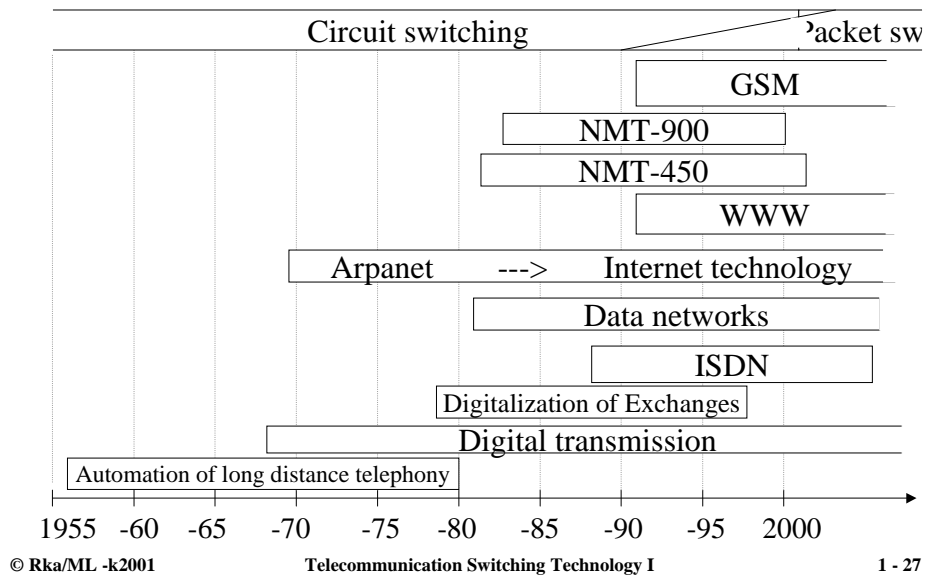 Circuit switching Packet sw
GSM
NMT-900
NMT-450
WWW
Arpanet ---> Internet technology
Data networks
ISDN
Digitalization of Exchanges
Digital transmission
Automation of long distance telephony
1955 -60 -65 -70 -75 -80 -85 -90 -95 2000
© Rka/ML -k2001 Telecommunication Switching Technology I 1 - 27